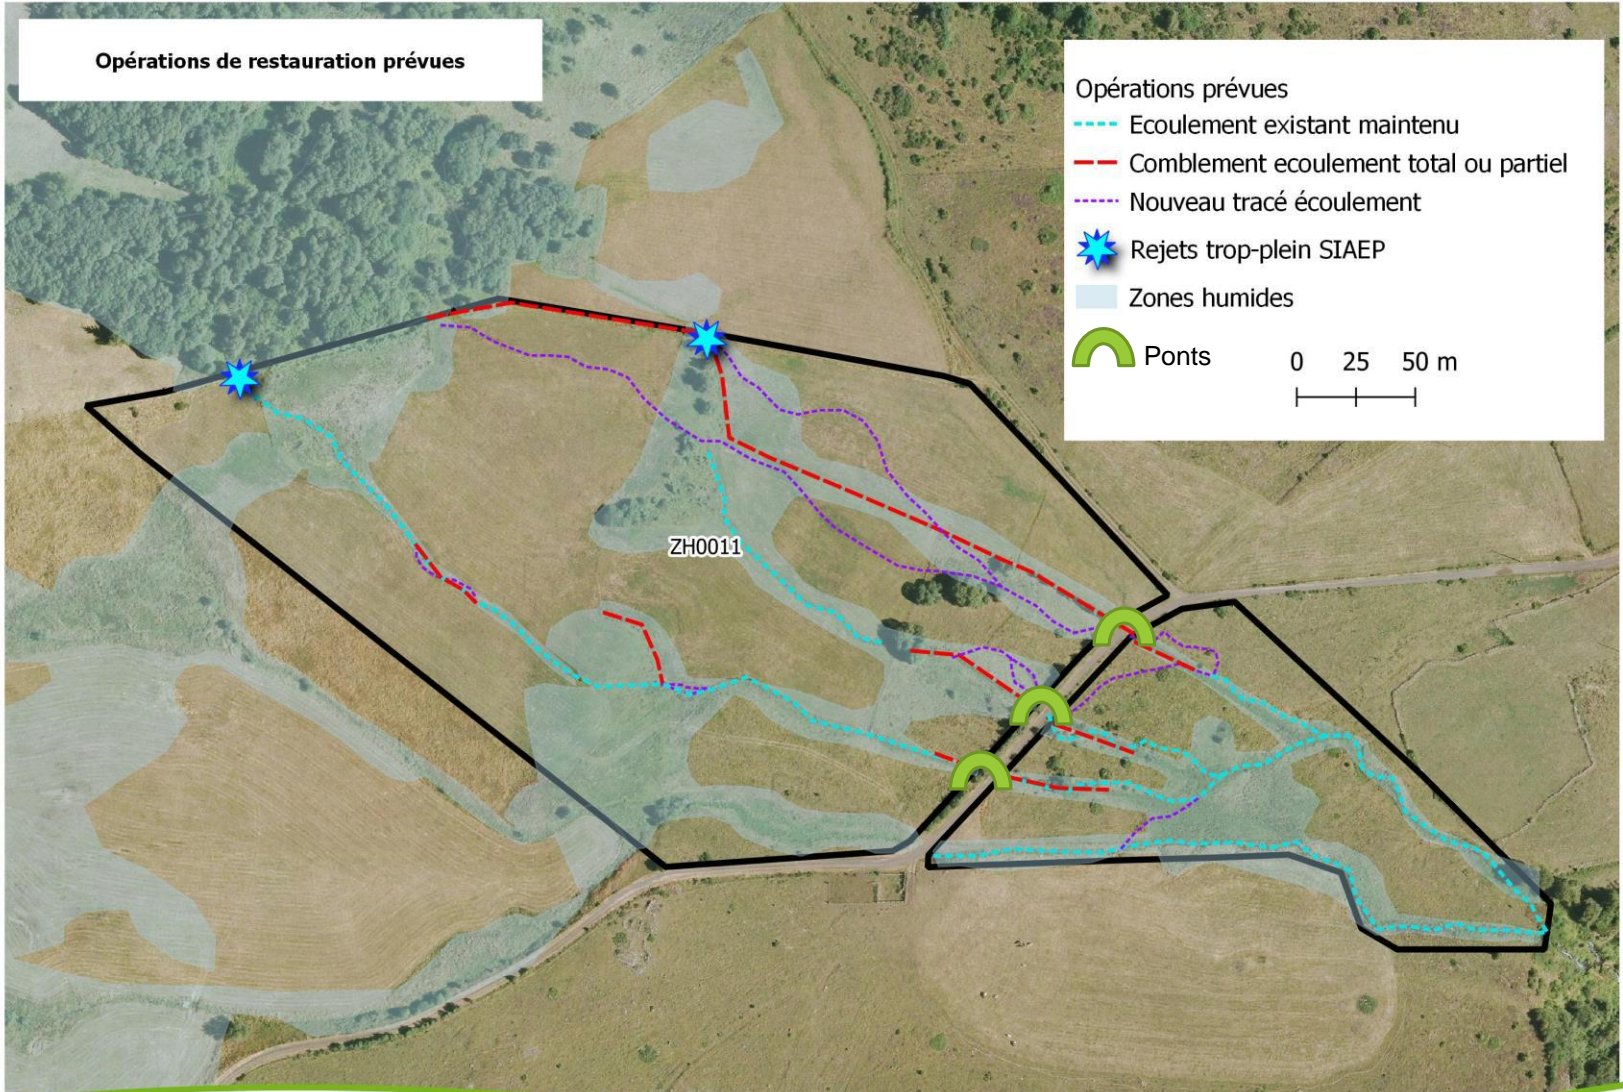 Opérations de restauration prévues
Opérations prévues
Ecoulement existant maintenu
Comblement ecoulement total ou partiel
Nouveau tracé écoulement
Rejets trop-plein SIAEP
Zones humides
Ponts
0 25 50 m
ZH0011